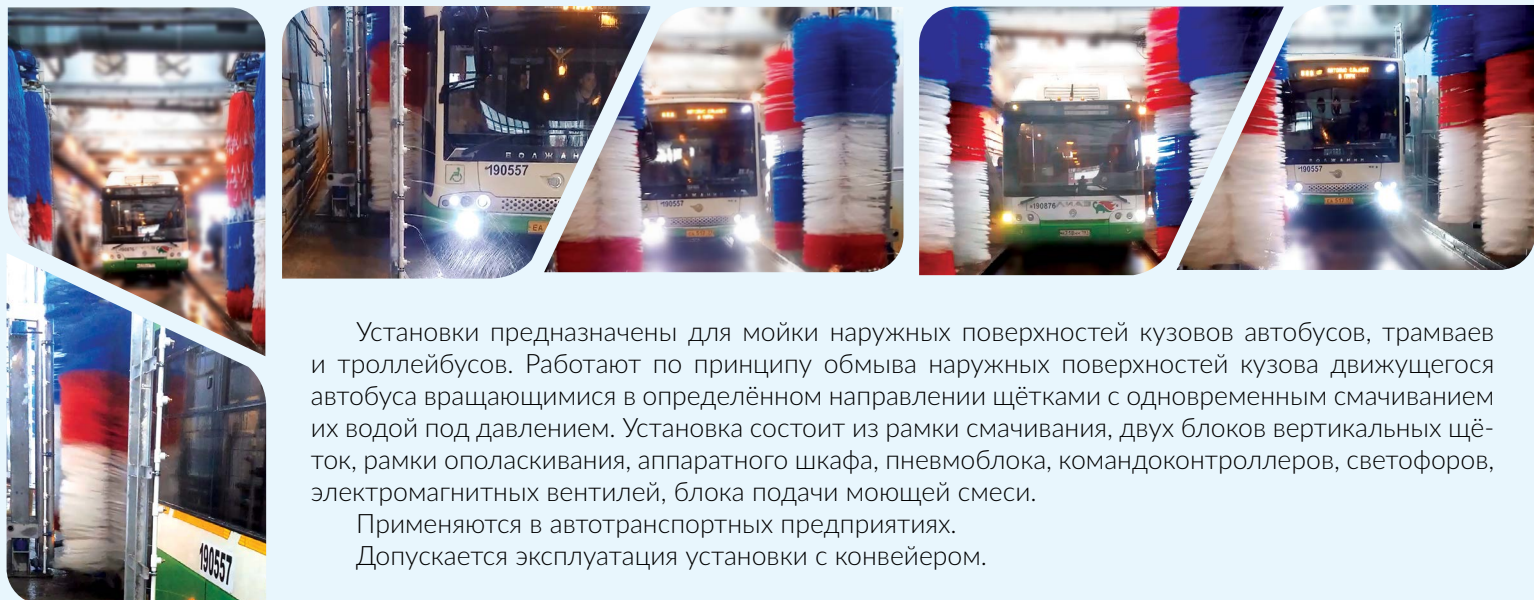 ВОЛЖАНИН
190557
190557
190876
190557
190557
Установки предназначены для мойки наружных поверхностей кузовов автобусов, трамваев
и троллейбусов. Работают по принципу обмыва наружных поверхностей кузова движущегося
автобуса вращающимися в определённом направлении щётками с одновременным смачиванием
их водой под давлением. Установка состоит из рамки смачивания, двух блоков вертикальных щё-
ток, рамки ополаскивания, аппаратного шкафа, пневмоблока, командоконтроллеров, светофоров,
электромагнитных вентилей, блока подачи моющей смеси.
Применяются в автотранспортных предприятиях.
Допускается эксплуатация установки с конвейером.